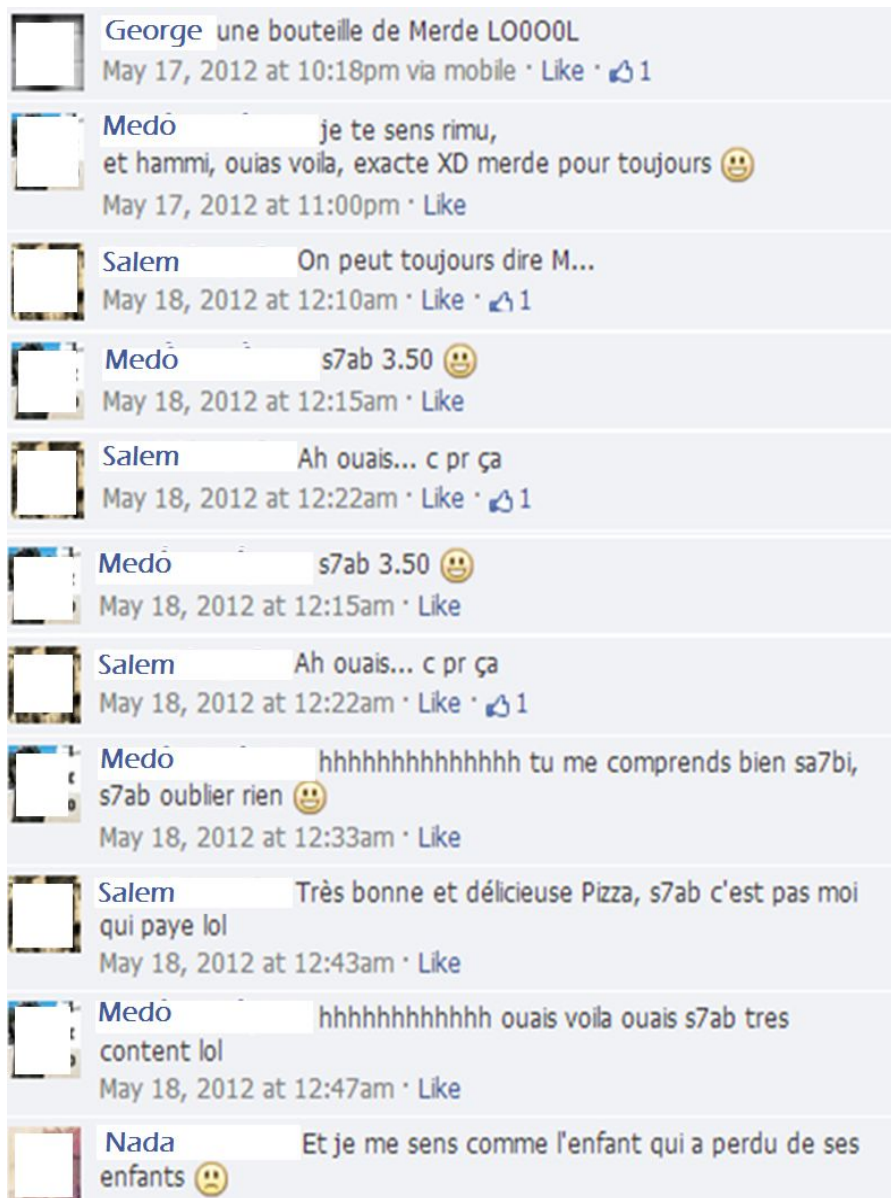 George une bouteille de Merde LO0O0L
May 17, 2012 at 10:18pm via mobile · Like · 1
Medo je te sens rimu,
et hammi, ouias voila, exacte XD merde pour toujours
May 17, 2012 at 11:00pm · Like
Salem On peut toujours dire M...
May 18, 2012 at 12:10am · Like · 1
Medo s7ab 3.50
May 18, 2012 at 12:15am · Like
Salem Ah ouais... c pr ça
May 18, 2012 at 12:22am · Like · 1
Medo s7ab 3.50
May 18, 2012 at 12:15am · Like
Salem Ah ouais... c pr ça
May 18, 2012 at 12:22am · Like · 1
Medo hhhhhhhhhhhhhh tu me comprends bien sa7bi,
s7ab oublier rien
May 18, 2012 at 12:33am · Like
Salem Très bonne et délicieuse Pizza, s7ab c'est pas moi
qui paye lol
May 18, 2012 at 12:43am · Like
Medo hhhhhhhhhhhh ouais voila ouais s7ab tres
content lol
May 18, 2012 at 12:47am · Like
Nada Et je me sens comme l'enfant qui a perdu de ses
enfants